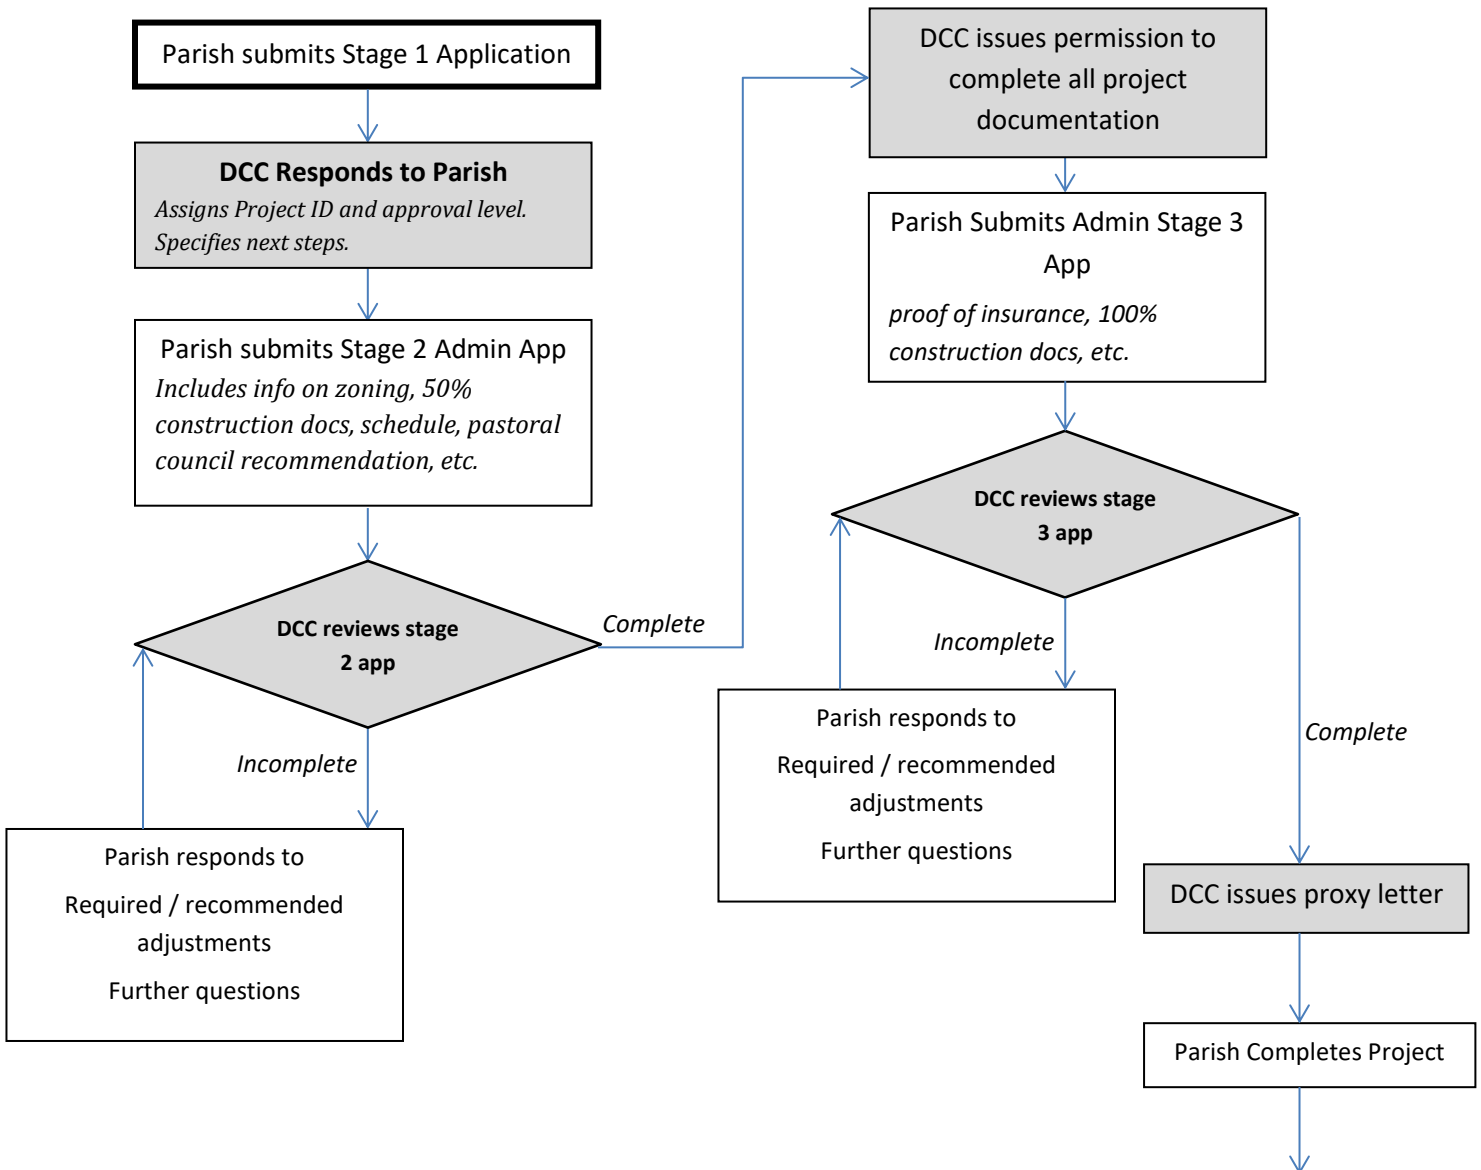 Parish submits Stage 1 Application
DCC Responds to Parish
Assigns Project ID and approval level.
Specifies next steps.
Parish submits Stage 2 Admin App
Includes info on zoning, 50%
construction docs, schedule, pastoral
council recommendation, etc.
DCC reviews stage
2 app
Complete
Incomplete
Parish responds to
Required / recommended
adjustments
Further questions
DCC issues permission to
complete all project
documentation
Parish Submits Admin Stage 3
App
proof of insurance, 100%
construction docs, etc.
DCC reviews stage
3 app
Incomplete
Parish responds to
Required / recommended
adjustments
Further questions
Complete
DCC issues proxy letter
Parish Completes Project